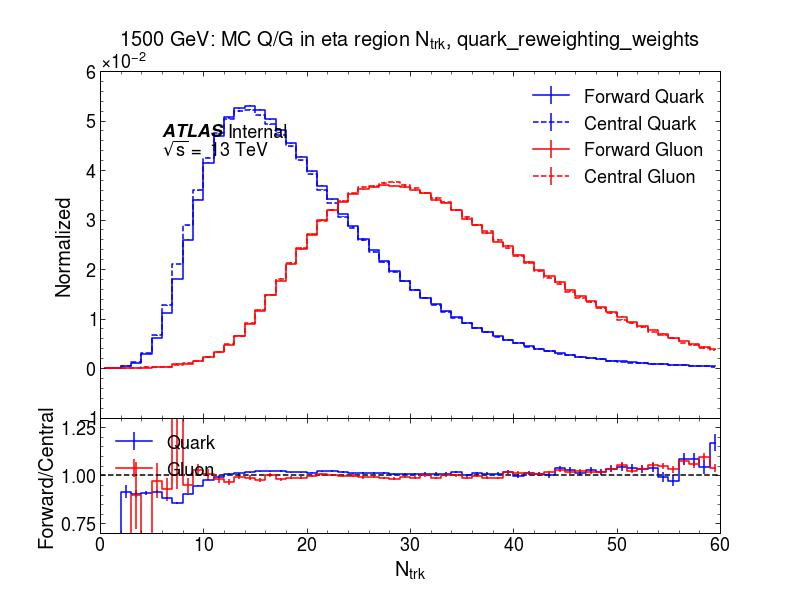 1500 GeV: MC Q/G in eta region N_trk, quark_reweighting_weights
×10⁻²
6
5
4
3
2
1
0
−1
Normalized
ATLAS Internal
√s = 13 TeV
Forward Quark
Central Quark
Forward Gluon
Central Gluon
1.25
1.00
0.75
Forward/Central
Quark
Gluon
0 10 20 30 40 50 60
N_trk